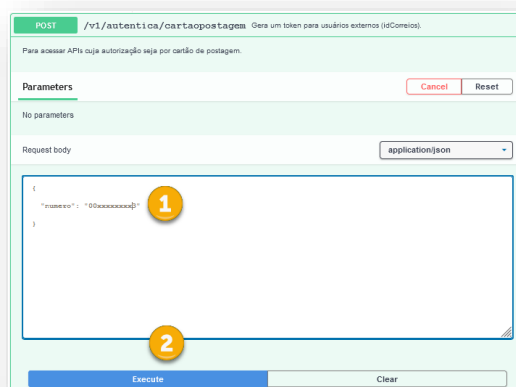 POST /v1/autentica/cartaopostagem Gera um token para usuários externos (idCorreios).
Para acessar APIs cuja autorização seja por cartão de postagem.
Parameters Cancel Reset
No parameters
Request body application/json
{
"numero": "00xxxxxxxx3"
1
}
2
Execute Clear